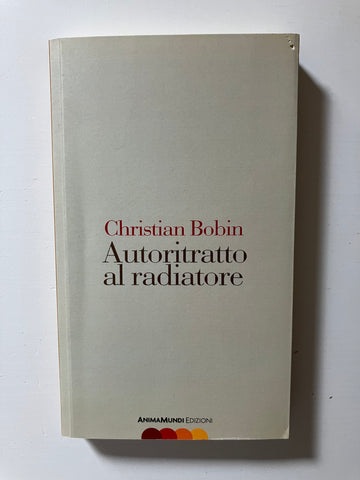 Christian Bobin
Autoritratto
al radiatore
ANIMAMUNDI EDIZIONI